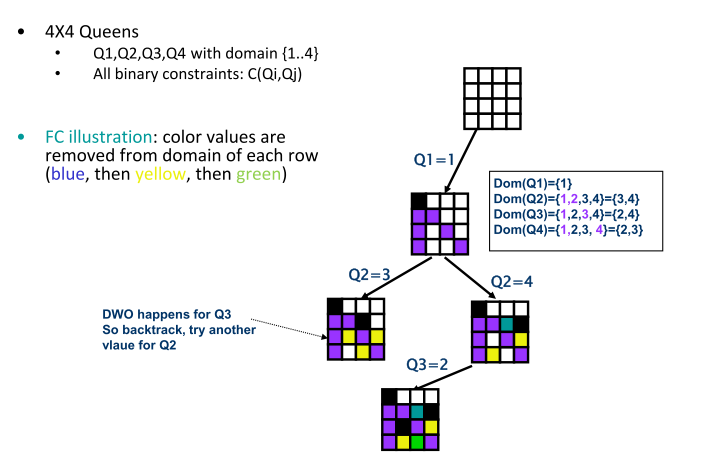 • 4X4 Queens
• Q1,Q2,Q3,Q4 with domain {1..4}
• All binary constraints: C(Qi,Qj)
• FC illustration: color values are
removed from domain of each row
(blue, then yellow, then green)
Q1=1
Dom(Q1)={1}
Dom(Q2)={1,2,3,4}={3,4}
Dom(Q3)={1,2,3,4}={2,4}
Dom(Q4)={1,2,3, 4}={2,3}
Q2=3
Q2=4
DWO happens for Q3
So backtrack, try another
vlaue for Q2
Q3=2